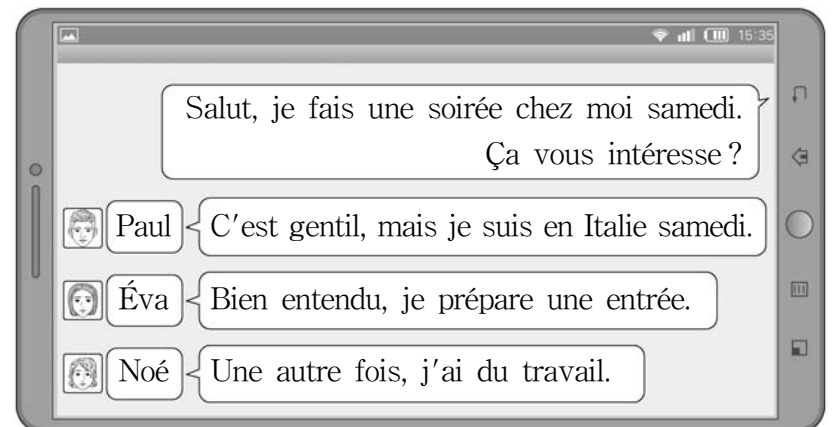 15:35
Salut, je fais une soirée chez moi samedi.
Ça vous intéresse ?
Paul
C'est gentil, mais je suis en Italie samedi.
Éva
Bien entendu, je prépare une entrée.
Noé
Une autre fois, j'ai du travail.